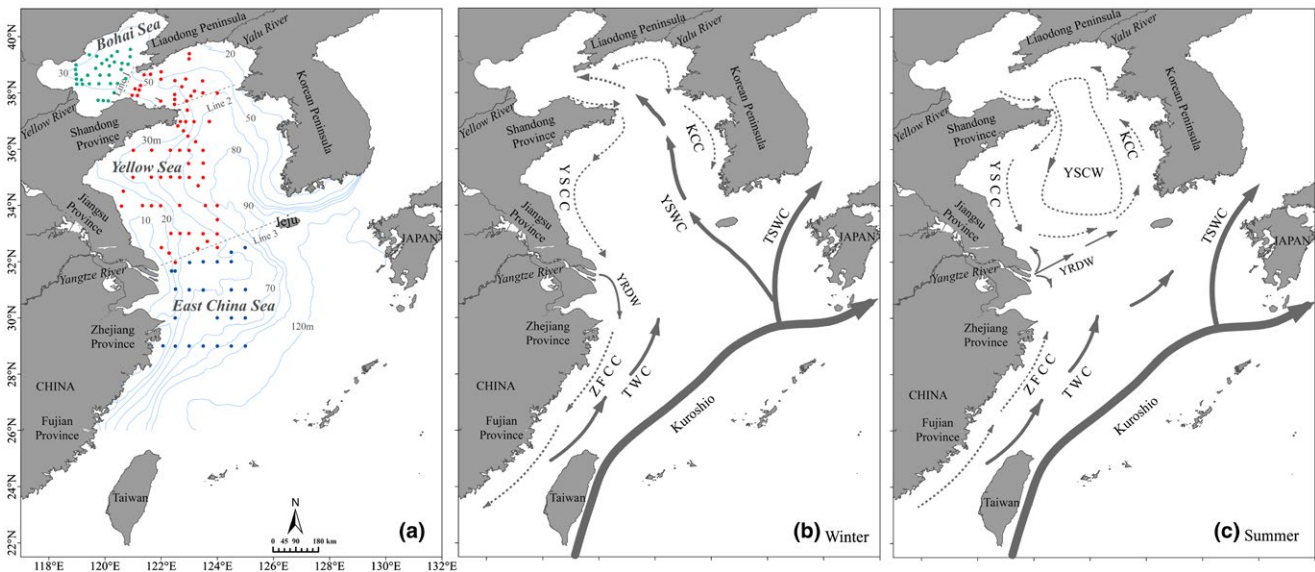 40°N
38°N
36°N
34°N
32°N
30°N
28°N
26°N
24°N
22°N
118°E
120°E
122°E
124°E
126°E
128°E
130°E
132°E
Bohai Sea
Liaodong Peninsula
Yalu River
20
30
Line 1
50
Line 2
50
Korean Peninsula
Yellow River
Shandong
Province
30m
80
Yellow Sea
90
10
20
Jeju
Jiangsu
Province
Line 3
JAPAN
Yangtze River
70
East China Sea
Zhejiang
Province
120m
CHINA
Fujian
Province
Taiwan
N
0 45 90 180 km
(a)
Liaodong Peninsula
Yalu River
Korean Peninsula
Yellow River
Shandong
Province
KCC
YSCC
YSWC
Jiangsu
Province
TSWC
JAPAN
Yangtze River
YRDW
Zhejiang
Province
ZFCC
TWC
CHINA
Fujian
Province
Kuroshio
Taiwan
(b) Winter
Liaodong Peninsula
Yalu River
Korean Peninsula
Yellow River
Shandong
Province
KCC
YSCC
YSCW
Jiangsu
Province
TSWC
JAPAN
Yangtze River
YRDW
Zhejiang
Province
ZFCC
TWC
CHINA
Fujian
Province
Kuroshio
Taiwan
(c) Summer